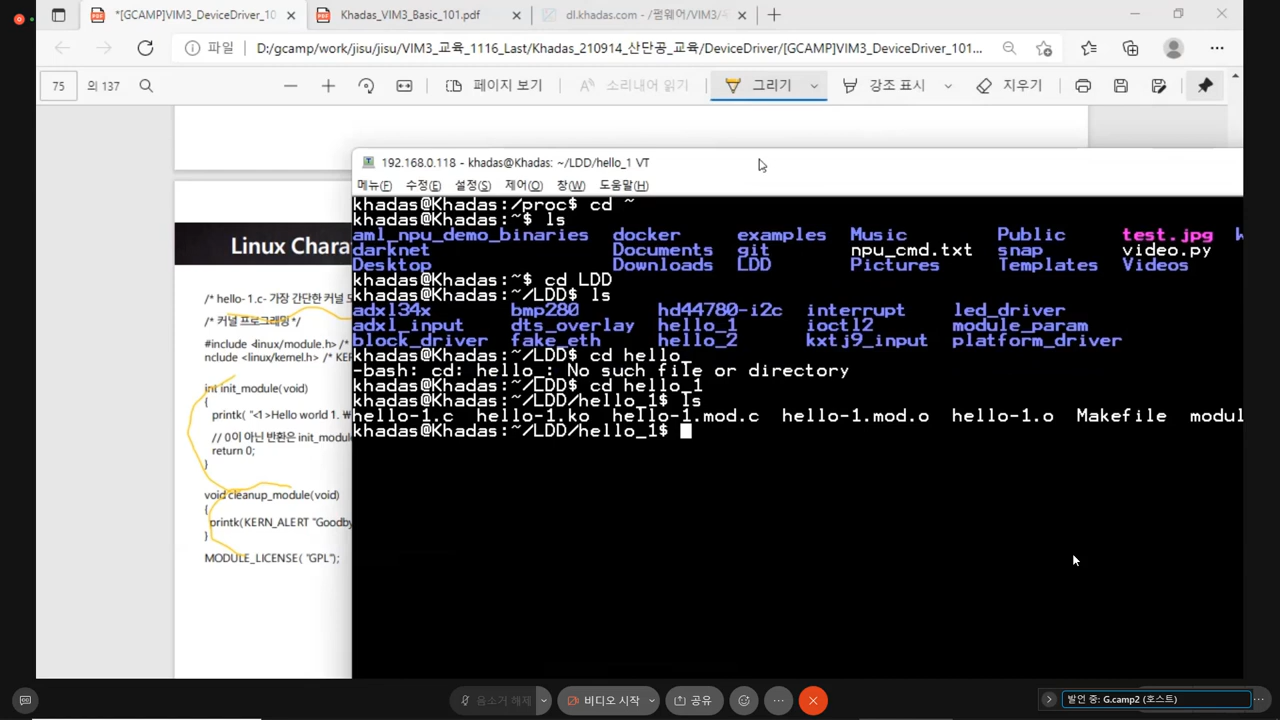 *[GCAMP]VIM3_DeviceDriver_10
Khadas_VIM3_Basic_101.pdf
dl.khadas.com - /펌웨어/VIM3/
파일
D:/gcamp/work/jisu/jisu/VIM3_교육_1116_Last/Khadas_210914_산단공_교육/DeviceDriver/[GCAMP]VIM3_DeviceDriver_101...
75 의 137
페이지 보기
소리내어 읽기
그리기
강조 표시
지우기
Linux Chara
/* hello- 1.c- 가장 간단한 커널
/* 커널 프로그래밍 */
#include <linux/module.h> /*
nclude <linux/kernel.h> /* KE
int init_module(void)
{
printk( "<1 >Hello world 1. ₩
// 0이 아닌 반환은 init_modul
return 0;
}
void cleanup_module(void)
{
printk(KERN_ALERT "Goodby
}
MODULE_LICENSE( "GPL");
192.168.0.118 - khadas@Khadas: ~/LDD/hello_1 VT
메뉴(F) 수정(E) 설정(S) 제어(O) 창(W) 도움말(H)
khadas@Khadas:/proc$ cd ~
khadas@Khadas:~$ ls
aml_npu_demo_binaries docker examples Music Public test.jpg k
darknet Documents git npu_cmd.txt snap video.py
Desktop Downloads LDD Pictures Templates Videos
khadas@Khadas:~$ cd LDD
khadas@Khadas:~/LDD$ ls
adxl34x bmp280 hd44780-i2c interrupt led_driver
adxl_input dts_overlay hello_1 ioctl2 module_param
block_driver fake_eth hello_2 kxtj9_input platform_driver
khadas@Khadas:~/LDD$ cd hello_
-bash: cd: hello_: No such file or directory
khadas@Khadas:~/LDD$ cd hello_1
khadas@Khadas:~/LDD/hello_1$ ls
hello-1.c hello-1.ko hello-1.mod.c hello-1.mod.o hello-1.o Makefile modul
khadas@Khadas:~/LDD/hello_1$
음소거 해제
비디오 시작
공유
발언 중: G.camp2 (호스트)